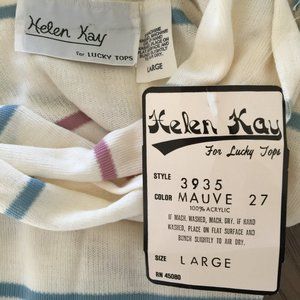 Helen Kay
for LUCKY TOPS
LARGE
Helen Kay
For Lucky Tops
STYLE 3935
COLOR MAUVE 27
100% ACRYLIC
IF MACH. WASHED, MACH. DRY. IF HAND
WASHED, PLACE ON FLAT SURFACE AND
BUNCH SLIGHTLY TO AIR DRY.
SIZE LARGE
RN 45080